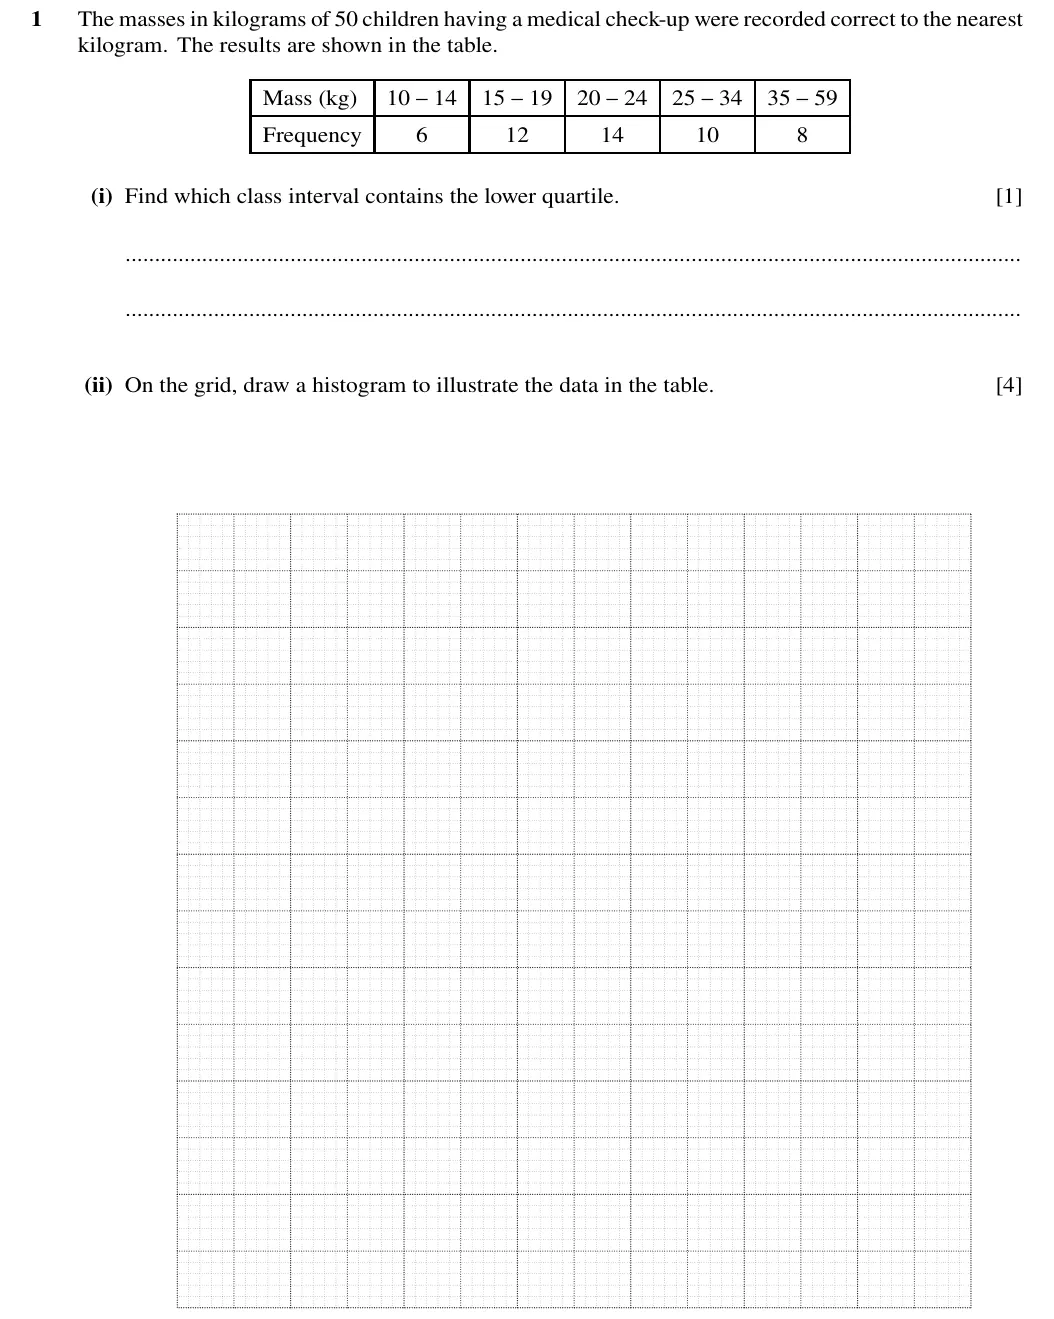 1 The masses in kilograms of 50 children having a medical check-up were recorded correct to the nearest
kilogram. The results are shown in the table.
Mass (kg) 10 – 14 15 – 19 20 – 24 25 – 34 35 – 59
Frequency 6 12 14 10 8
(i) Find which class interval contains the lower quartile. [1]
(ii) On the grid, draw a histogram to illustrate the data in the table. [4]